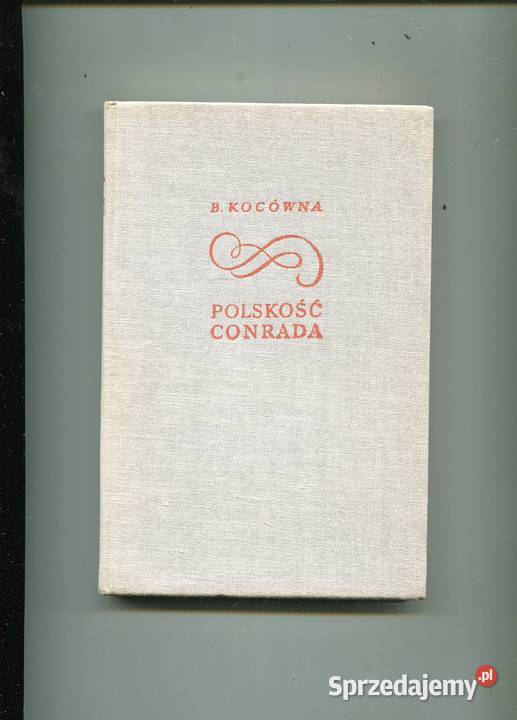 B. KOCÓWNA
POLSKOŚĆ
CONRADA
Sprzedajemy.pl